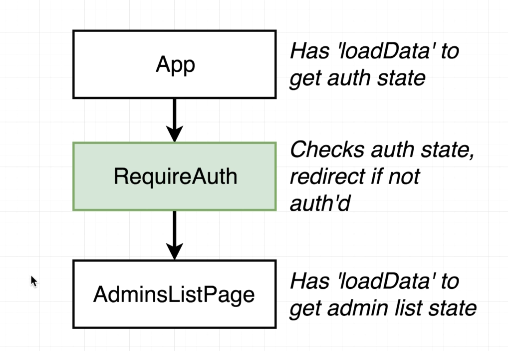 App
Has 'loadData' to
get auth state
RequireAuth
Checks auth state,
redirect if not
auth'd
AdminsListPage
Has 'loadData' to
get admin list state